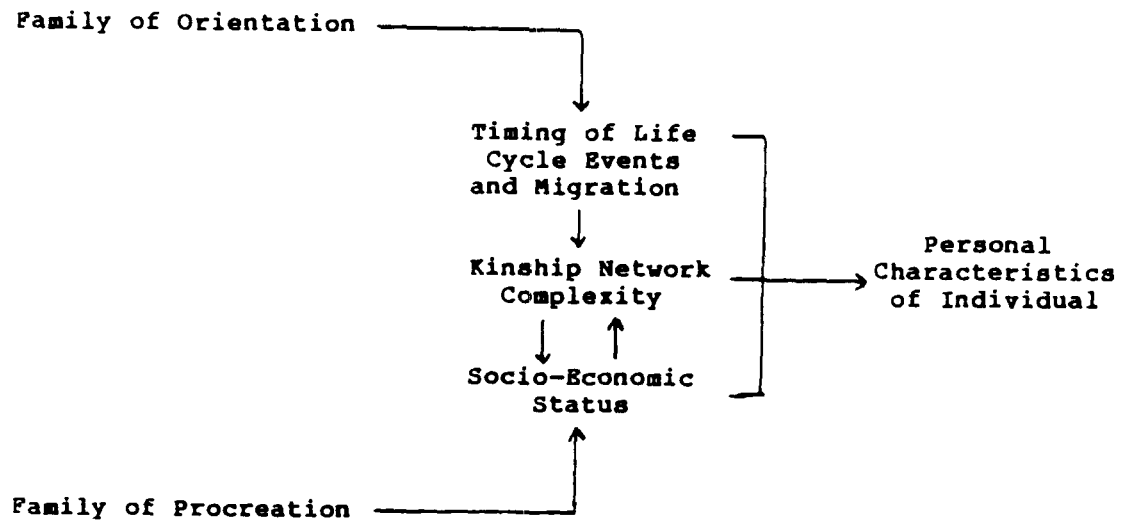 Family of Orientation
Timing of Life
Cycle Events
and Migration
Kinship Network
Complexity
Personal
Characteristics
of Individual
Socio-Economic
Status
Family of Procreation